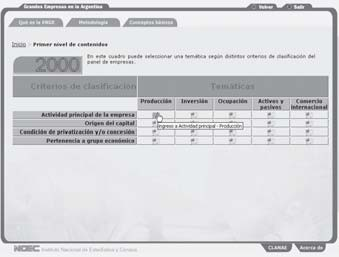 Grandes Empresas en la Argentina
Volver
Salir
Qué es la ENGE
Metodología
Conceptos básicos
Inicio > Primer nivel de contenidos
2000
En este cuadro puede seleccionar una temática según distintos criterios de clasificación del
panel de empresas.
Criterios de clasificación
Temáticas
Producción
Inversión
Ocupación
Activos y
pasivos
Comercio
internacional
Actividad principal de la empresa
Origen del capital
Ingreso a Actividad principal - Producción
Condición de privatización y/o concesión
Pertenencia a grupo económico
INDEC Instituto Nacional de Estadística y Censos
CLANAE
Acerca de